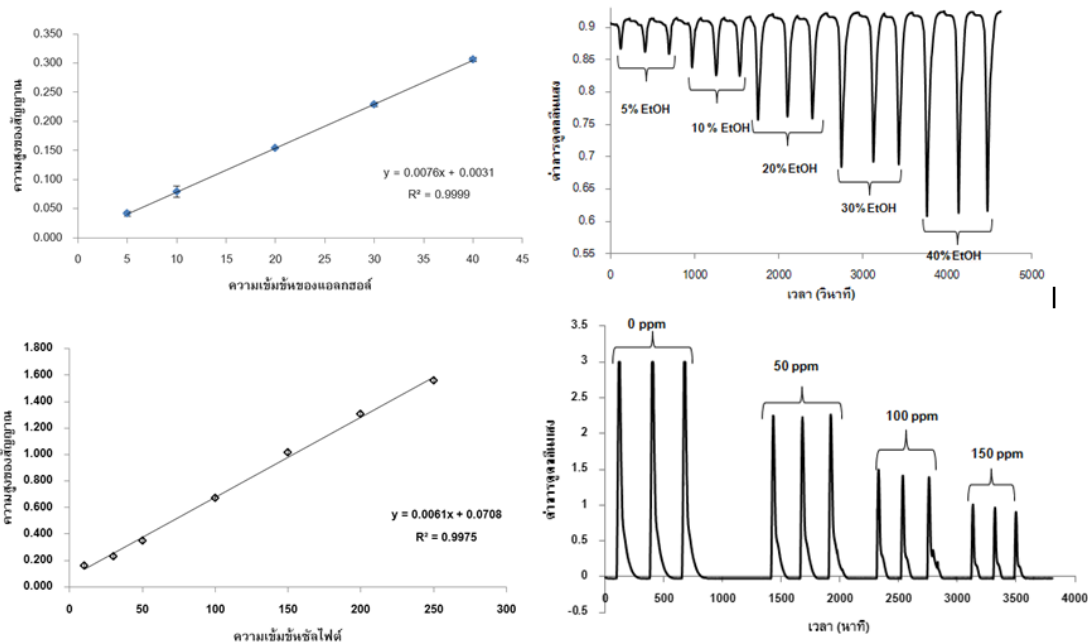 ความสูงของสัญญาณ
0.350
0.300
0.250
0.200
0.150
0.100
0.050
0.000
y = 0.0076x + 0.0031
R² = 0.9999
0 5 10 15 20 25 30 35 40 45
ความเข้มข้นของแอลกฮอล์
ค่าการดูดกลืนแสง
0.9
0.85
0.8
0.75
0.7
0.65
0.6
0.55
5% EtOH
10 % EtOH
20% EtOH
30% EtOH
40% EtOH
0 1000 2000 3000 4000 5000
เวลา (วินาที)
ความสูงของสัญญาณ
1.800
1.600
1.400
1.200
1.000
0.800
0.600
0.400
0.200
0.000
y = 0.0061x + 0.0708
R² = 0.9975
0 50 100 150 200 250 300
ความเข้มข้นซัลไฟต์
ค่าการดูดกลืนแสง
3.5
3
2.5
2
1.5
1
0.5
0
-0.5
0 ppm
50 ppm
100 ppm
150 ppm
0 500 1000 1500 2000 2500 3000 3500 4000
เวลา (นาที)